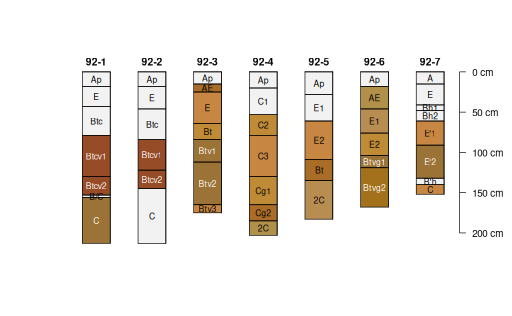 92-1 92-2 92-3 92-4 92-5 92-6 92-7
Ap
E
Btc
Btcv1
Btcv2
B/C
C
Ap
E
Btc
Btcv1
Btcv2
C
Ap
AE
E
Bt
Btv1
Btv2
Btv3
Ap
C1
C2
C3
Cg1
Cg2
2C
Ap
E1
E2
Bt
2C
Ap
AE
E1
E2
Btvg1
Btvg2
A
E
Bh1
Bh2
E'1
E'2
B'h
C
0 cm
50 cm
100 cm
150 cm
200 cm